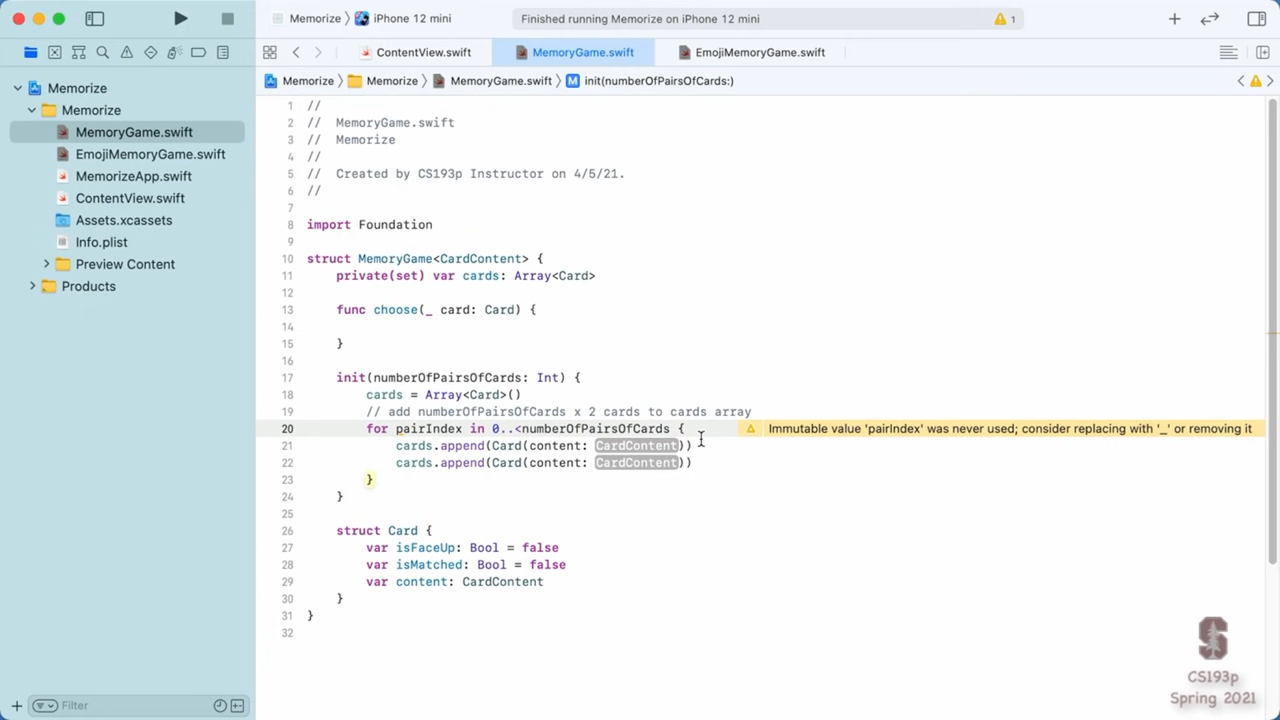 Memorize
iPhone 12 mini
Finished running Memorize on iPhone 12 mini
1
ContentView.swift
MemoryGame.swift
EmojiMemoryGame.swift
Memorize
Memorize
MemoryGame.swift
M
init(numberOfPairsOfCards:)
Memorize
Memorize
MemoryGame.swift
EmojiMemoryGame.swift
MemorizeApp.swift
ContentView.swift
Assets.xcassets
Info.plist
Preview Content
Products
Filter
1 //
2 //  MemoryGame.swift
3 //  Memorize
4 //
5 //  Created by CS193p Instructor on 4/5/21.
6 //
7
8 import Foundation
9
10 struct MemoryGame<CardContent> {
11     private(set) var cards: Array<Card>
12
13     func choose(_ card: Card) {
14
15     }
16
17     init(numberOfPairsOfCards: Int) {
18         cards = Array<Card>()
19         // add numberOfPairsOfCards x 2 cards to cards array
20         for pairIndex in 0..<numberOfPairsOfCards {
Immutable value 'pairIndex' was never used; consider replacing with '_' or removing it
21             cards.append(Card(content: CardContent))
22             cards.append(Card(content: CardContent))
23         }
24     }
25
26     struct Card {
27         var isFaceUp: Bool = false
28         var isMatched: Bool = false
29         var content: CardContent
30     }
31 }
32
CS193p
Spring 2021